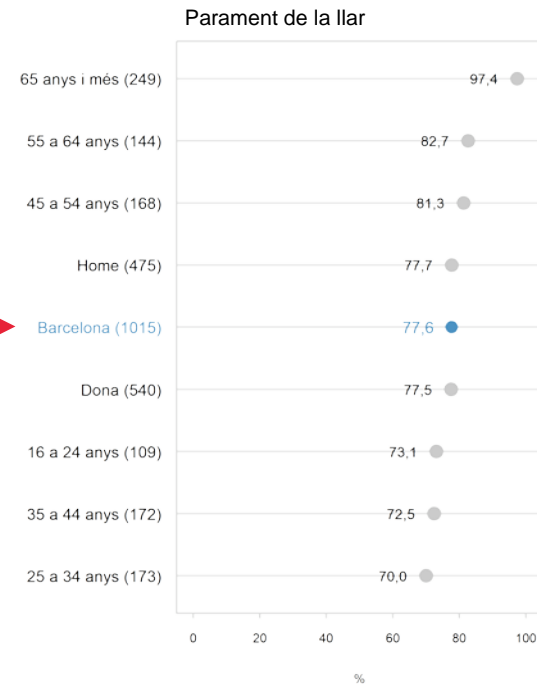 Parament de la llar
65 anys i més (249) 97,4
55 a 64 anys (144) 82,7
45 a 54 anys (168) 81,3
Home (475) 77,7
Barcelona (1015) 77,6
Dona (540) 77,5
16 a 24 anys (109) 73,1
35 a 44 anys (172) 72,5
25 a 34 anys (173) 70,0
0 20 40 60 80 100
%